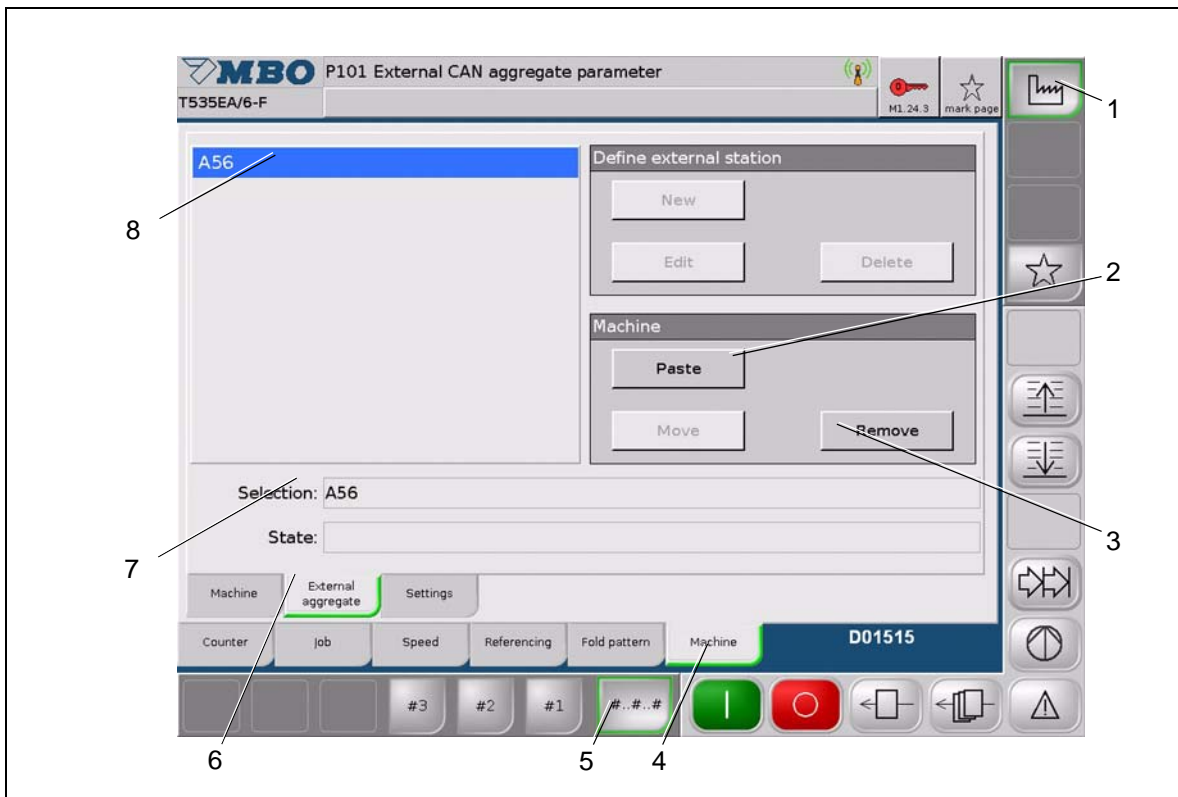 MBO
P101 External CAN aggregate parameter
T535EA/6-F
M1.24.3
mark page
1
A56
Define external station
New
8
Edit
Delete
2
Machine
Paste
Move
Remove
Selection: A56
3
State:
7
Machine
External
aggregate
Settings
Counter
Job
Speed
Referencing
Fold pattern
Machine
D01515
#3
#2
#1
#..#..#
6
5
4